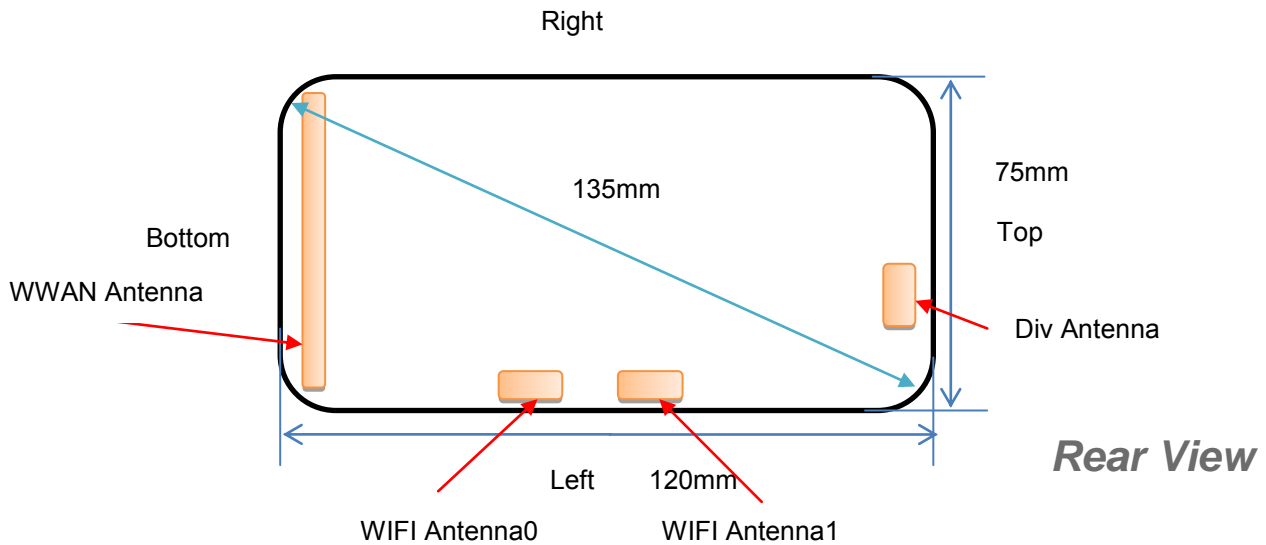 Right
135mm
75mm
Bottom
Top
WWAN Antenna
Div Antenna
Rear View
Left
120mm
WIFI Antenna0
WIFI Antenna1